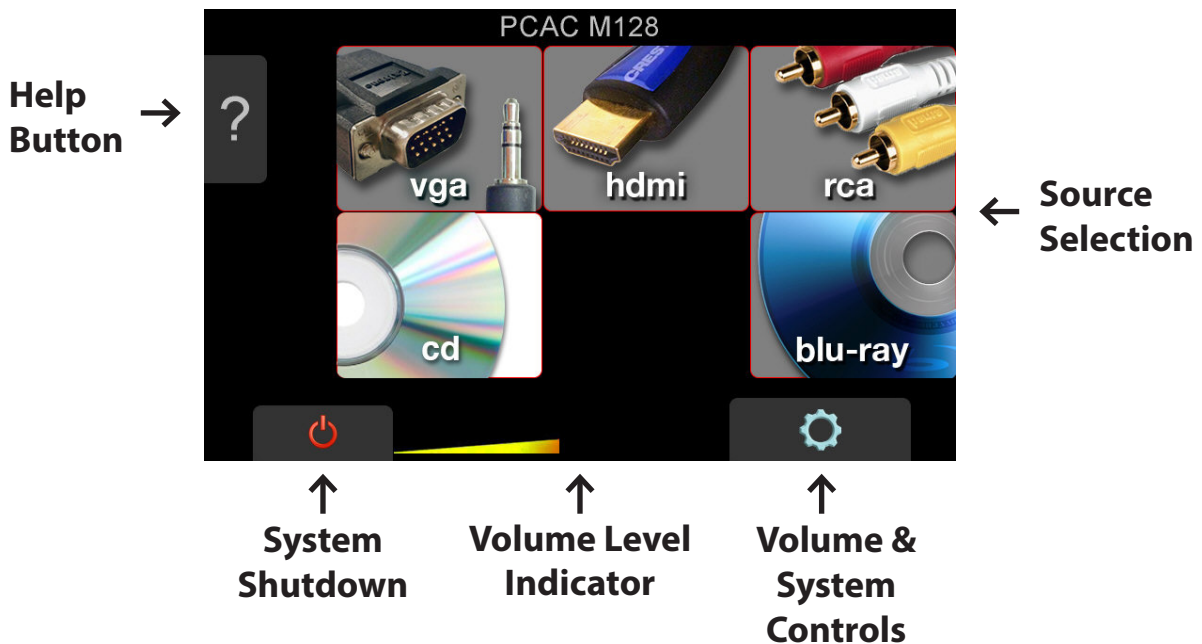 PCAC M128
Help
Button
?
vga
hdmi
rca
Source
Selection
cd
blu-ray
System
Shutdown
Volume Level
Indicator
Volume &
System
Controls